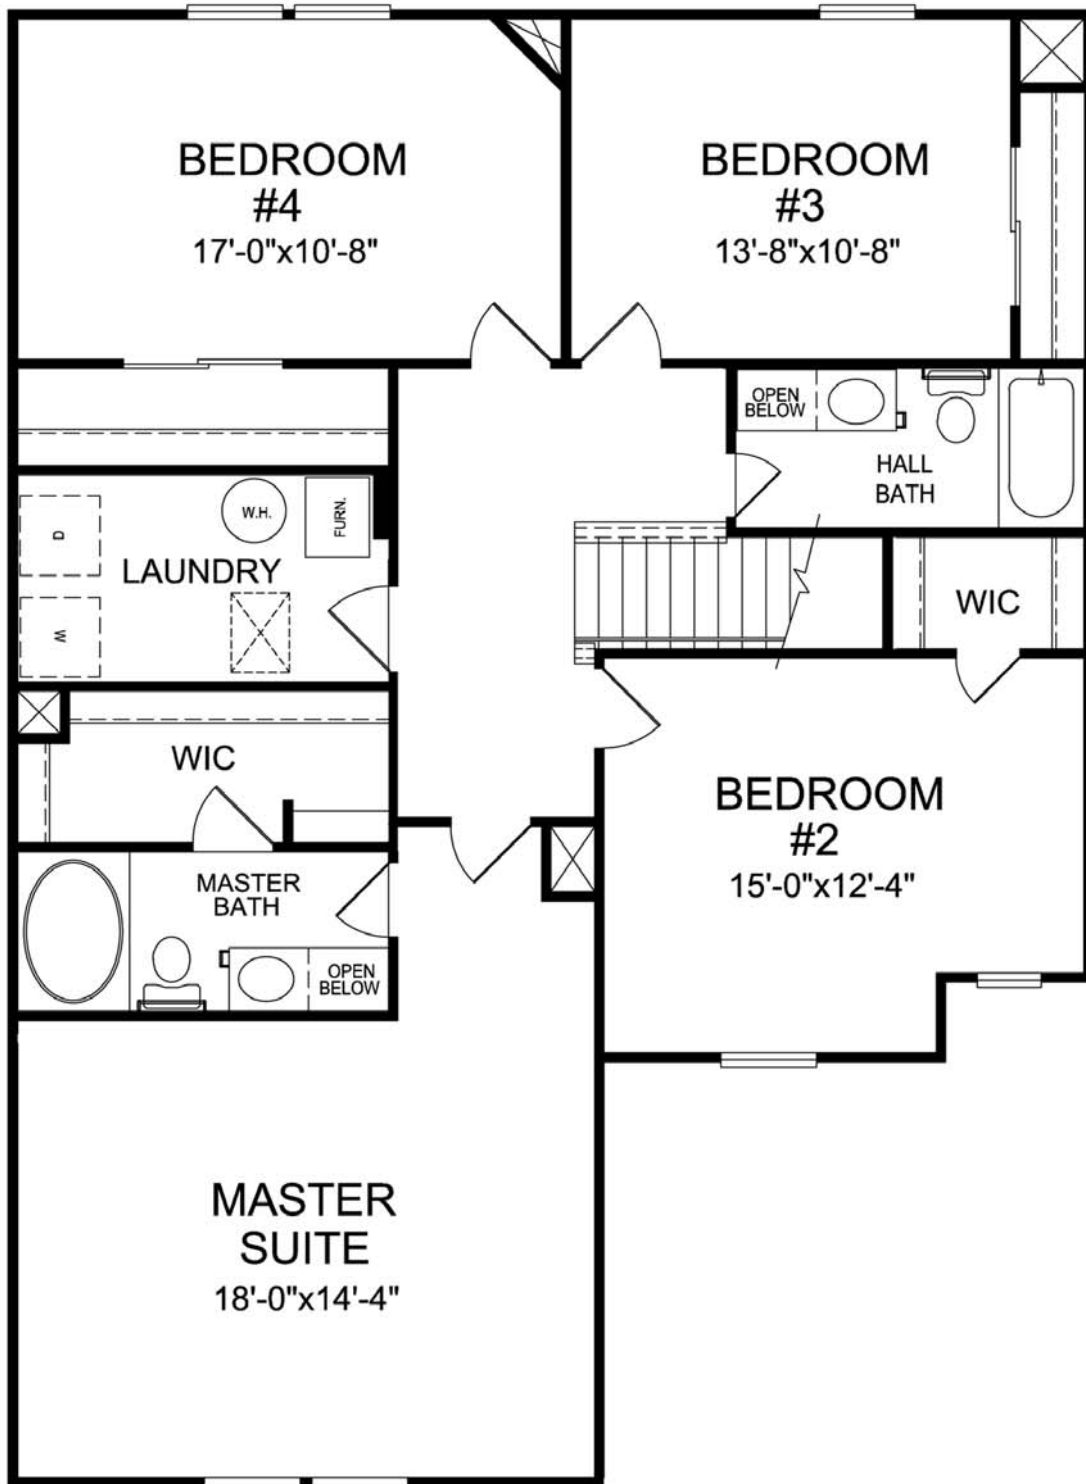 BEDROOM
#4
17'-0"x10'-8"
BEDROOM
#3
13'-8"x10'-8"
OPEN
BELOW
HALL
BATH
D
W.H.
FURN.
LAUNDRY
W
WIC
WIC
BEDROOM
#2
15'-0"x12'-4"
MASTER
BATH
OPEN
BELOW
MASTER
SUITE
18'-0"x14'-4"